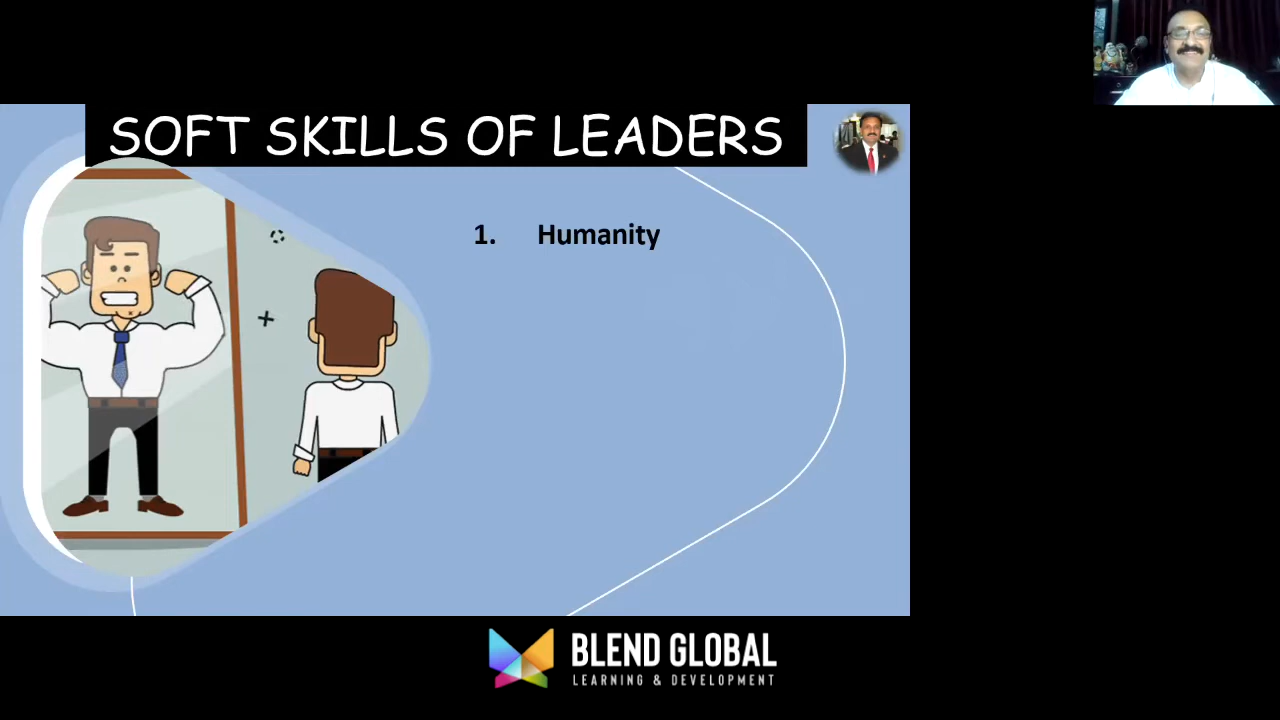 SOFT SKILLS OF LEADERS
1. Humanity
BLEND GLOBAL
LEARNING & DEVELOPMENT